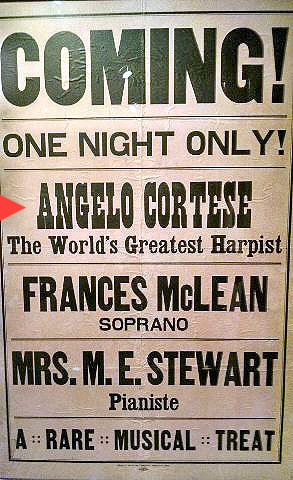 COMING!
ONE NIGHT ONLY!
ANGELO CORTESE
The World's Greatest Harpist
FRANCES McLEAN
SOPRANO
MRS. M. E. STEWART
Pianiste
A :: RARE :: MUSICAL :: TREAT